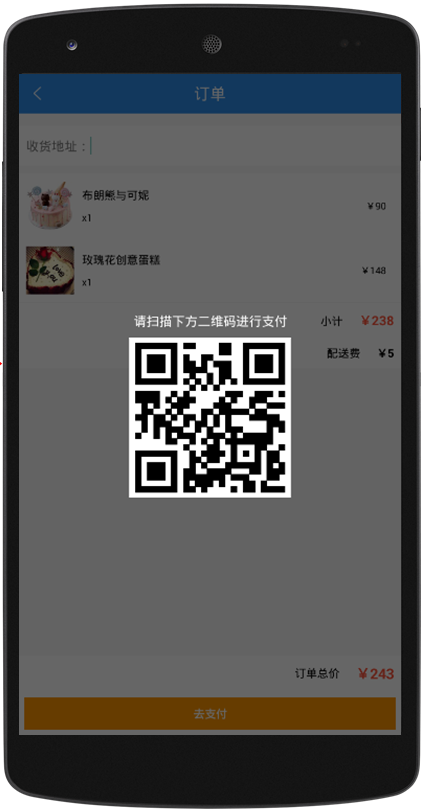 订单
收货地址：
布朗熊与可妮
x1
¥90
玫瑰花创意蛋糕
x1
¥148
请扫描下方二维码进行支付
小计 ¥238
配送费 ¥5
订单总价 ¥243
去支付